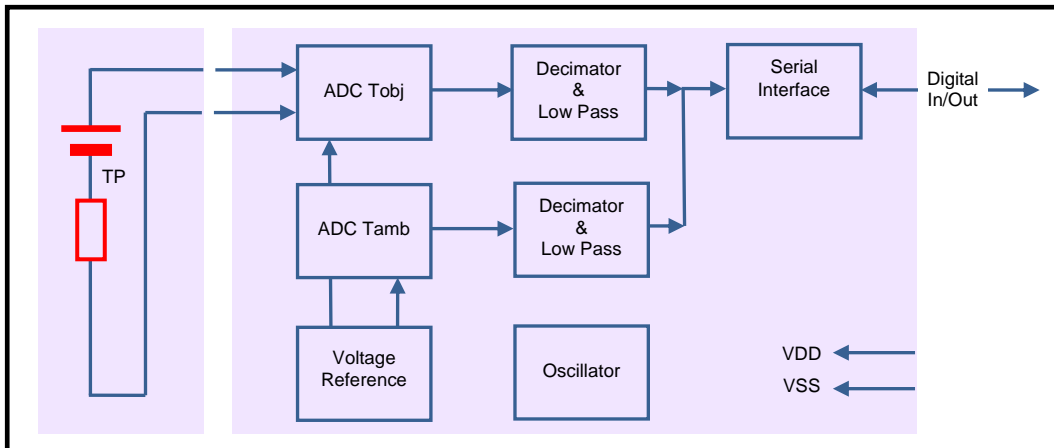 ADC Tobj
Decimator
&
Low Pass
Serial
Interface
Digital
In/Out
TP
ADC Tamb
Decimator
&
Low Pass
Voltage
Reference
Oscillator
VDD
VSS